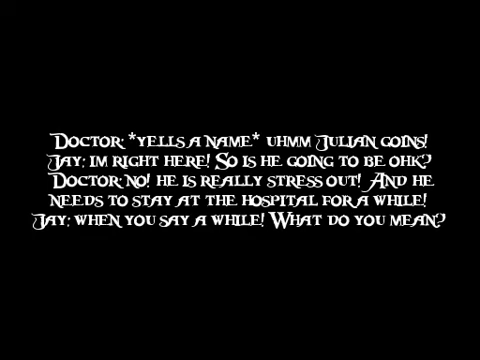 Doctor: *yells a name* uhmm Julian goins!
Jay: im right here! So is he going to be ohk?
Doctor: no! he is really stress out! And he
needs to stay at the hospital for a while!
Jay: when you say a while! What do you mean?